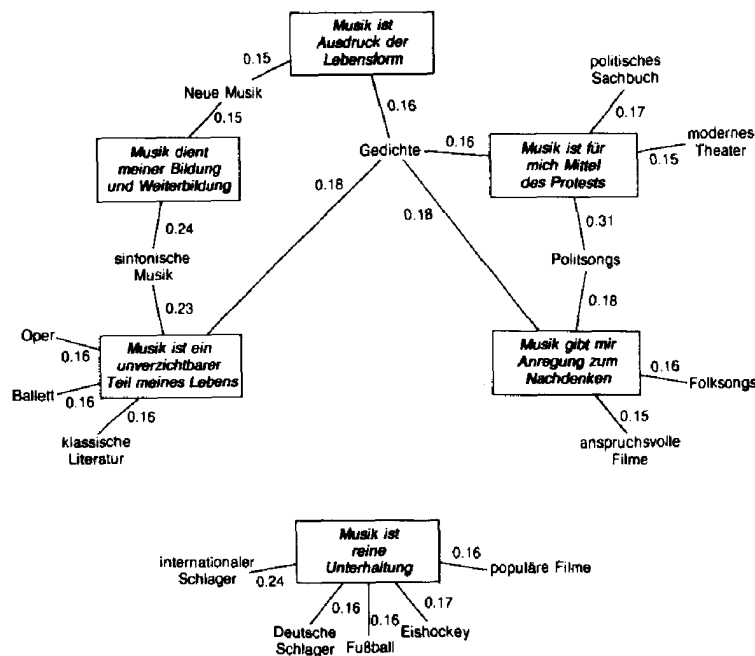 Musik ist
Ausdruck der
Lebensform
0.15
0.16
Neue Musik
0.15
politisches
Sachbuch
0.17
modernes
Theater
0.15
Musik dient
meiner Bildung
und Weiterbildung
Gedichte
0.16
Musik ist für
mich Mittel
des Protests
0.18
0.18
0.24
0.31
sinfonische
Musik
Politsongs
0.23
0.18
Oper
0.16
Musik ist ein
unverzichtbarer
Teil meines Lebens
Musik gibt mir
Anregung zum
Nachdenken
0.16
Folksongs
Ballett
0.16
0.16
0.15
klassische
Literatur
anspruchsvolle
Filme
Musik ist
reine
Unterhaltung
internationaler
Schlager
0.24
0.16
populäre Filme
0.16
0.16
0.17
Deutsche
Schlager
Fußball
Eishockey